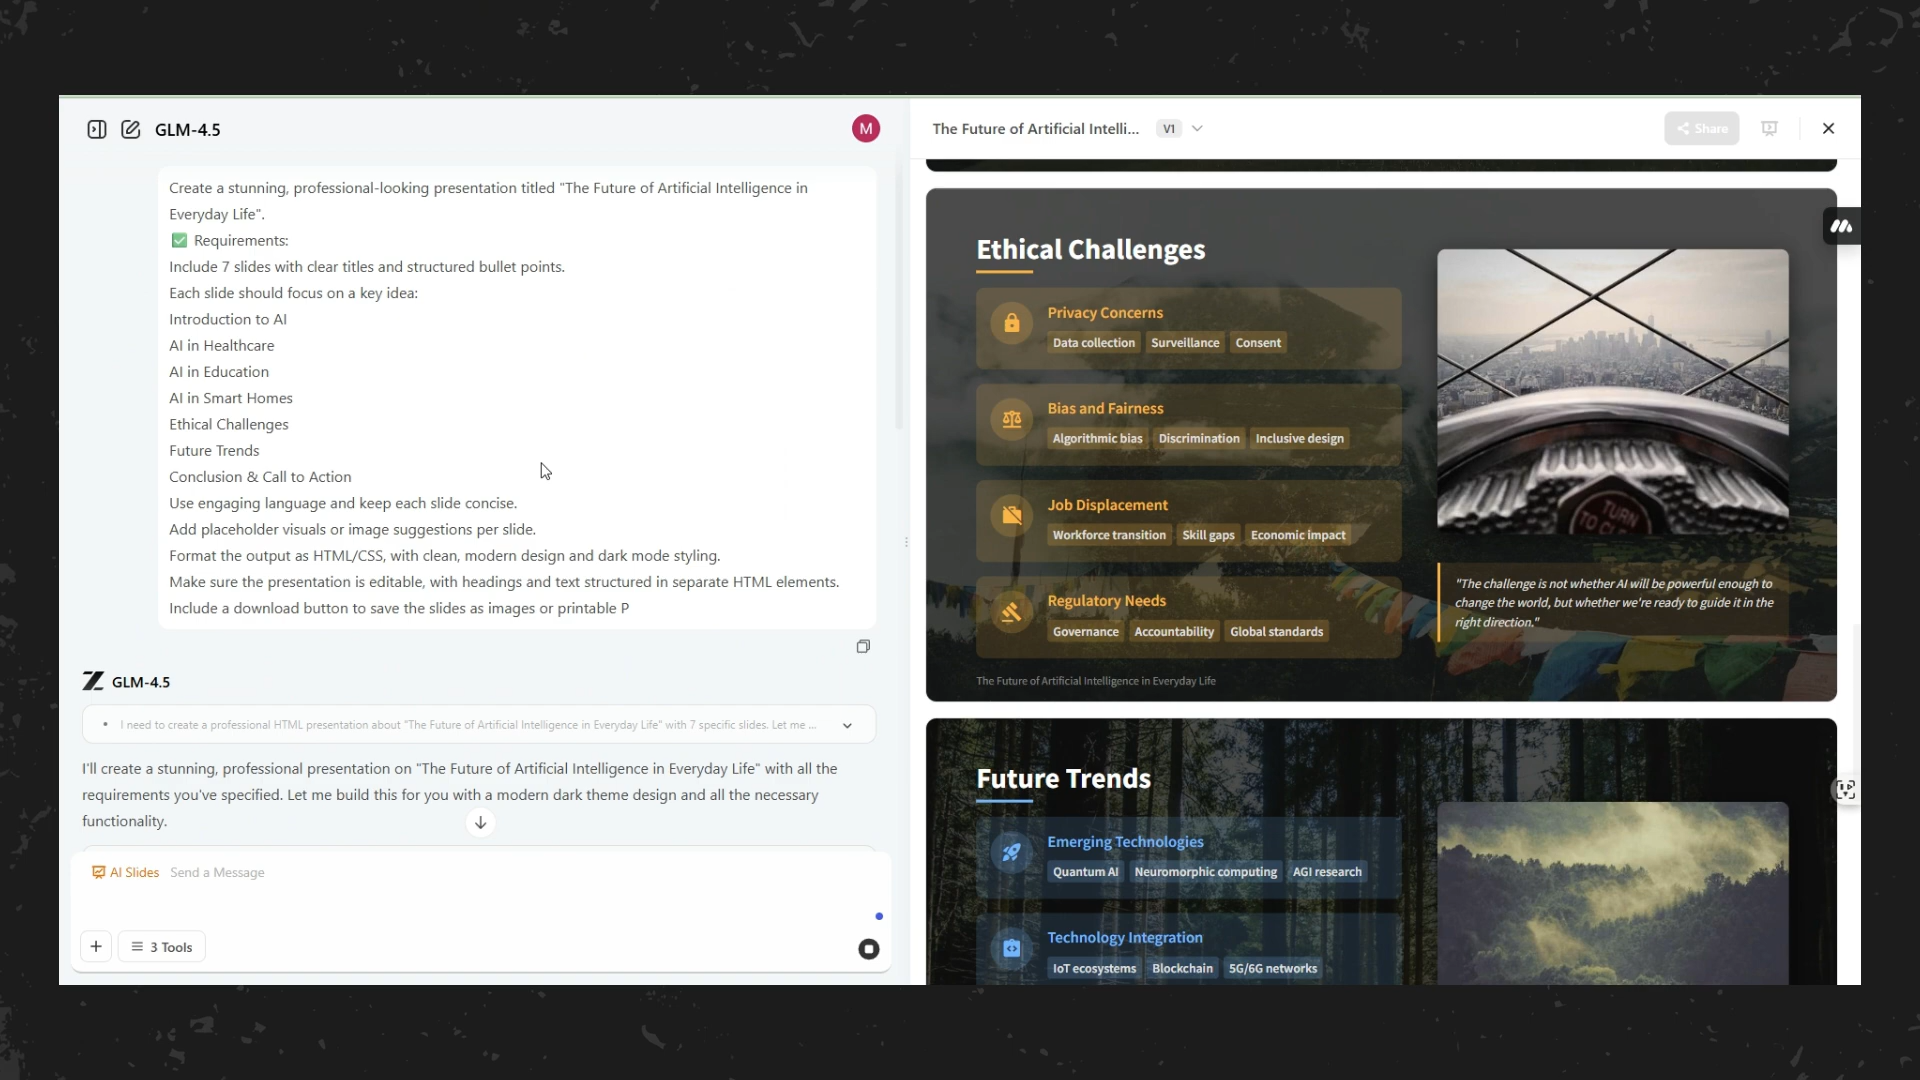 GLM-4.5
M
Create a stunning, professional-looking presentation titled "The Future of Artificial Intelligence in
Everyday Life".
✅ Requirements:
Include 7 slides with clear titles and structured bullet points.
Each slide should focus on a key idea:
Introduction to AI
AI in Healthcare
AI in Education
AI in Smart Homes
Ethical Challenges
Future Trends
Conclusion & Call to Action
Use engaging language and keep each slide concise.
Add placeholder visuals or image suggestions per slide.
Format the output as HTML/CSS, with clean, modern design and dark mode styling.
Make sure the presentation is editable, with headings and text structured in separate HTML elements.
Include a download button to save the slides as images or printable P
GLM-4.5
I need to create a professional HTML presentation about "The Future of Artificial Intelligence in Everyday Life" with 7 specific slides. Let me ...
I'll create a stunning, professional presentation on "The Future of Artificial Intelligence in Everyday Life" with all the
requirements you've specified. Let me build this for you with a modern dark theme design and all the necessary
functionality.
AI Slides Send a Message
3 Tools
The Future of Artificial Intelli... V1
Share
Ethical Challenges
Privacy Concerns
Data collection Surveillance Consent
Bias and Fairness
Algorithmic bias Discrimination Inclusive design
Job Displacement
Workforce transition Skill gaps Economic impact
Regulatory Needs
Governance Accountability Global standards
The Future of Artificial Intelligence in Everyday Life
TURN
"The challenge is not whether AI will be powerful enough to
change the world, but whether we're ready to guide it in the
right direction."
Future Trends
Emerging Technologies
Quantum AI Neuromorphic computing AGI research
Technology Integration
IoT ecosystems Blockchain 5G/6G networks